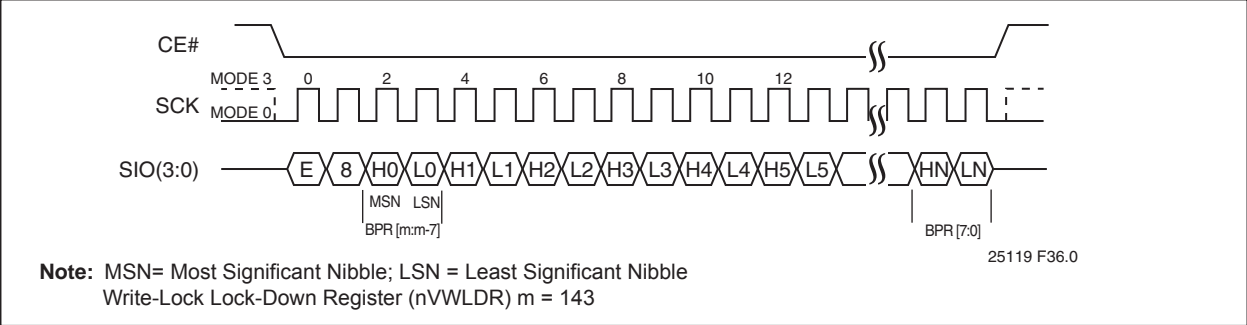 CE#
MODE 3 0 2 4 6 8 10 12
SCK
MODE 0
SIO(3:0) E 8 H0 L0 H1 L1 H2 L2 H3 L3 H4 L4 H5 L5 HN LN
MSN LSN
BPR [m:m-7] BPR [7:0]
25119 F36.0
Note: MSN= Most Significant Nibble; LSN = Least Significant Nibble
Write-Lock Lock-Down Register (nVWLDR) m = 143